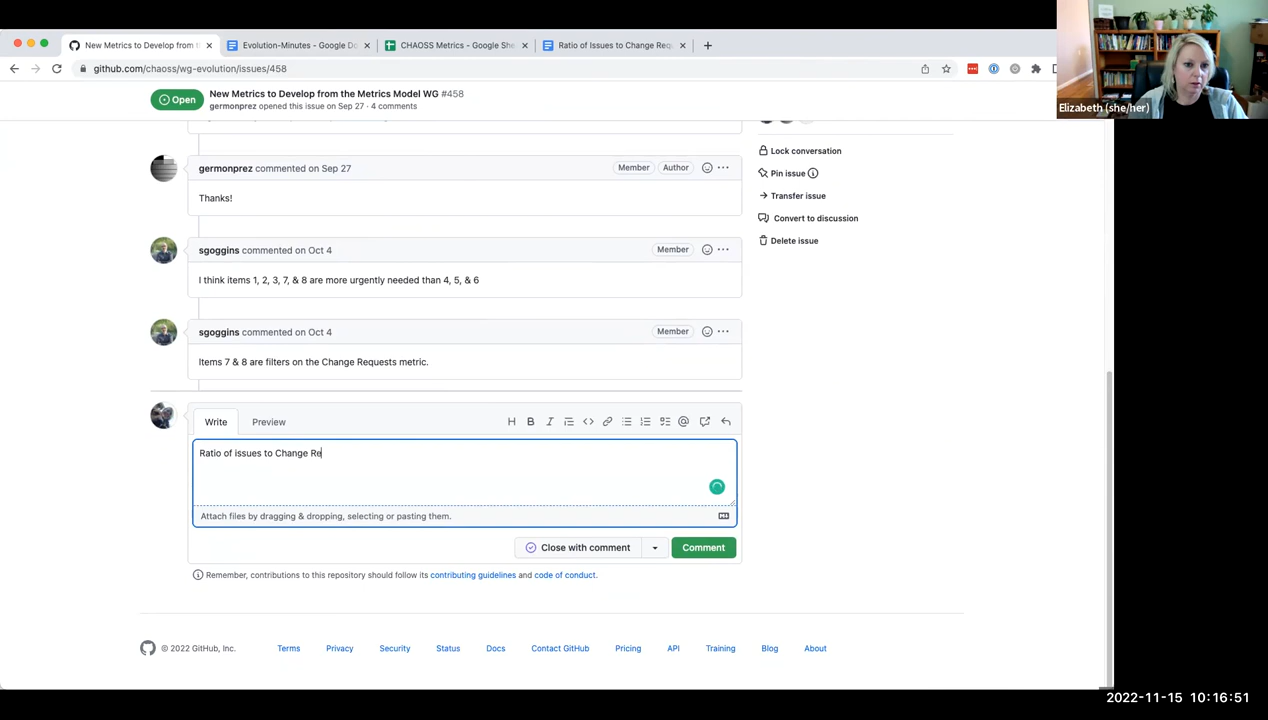 New Metrics to Develop from t
Evolution-Minutes - Google Do
CHAOSS Metrics - Google She
Ratio of Issues to Change Req
github.com/chaoss/wg-evolution/issues/458
Elizabeth (she/her)
Open
New Metrics to Develop from the Metrics Model WG #458
germonprez opened this issue on Sep 27 · 4 comments
germonprez commented on Sep 27
Member
Author
Thanks!
sgoggins commented on Oct 4
Member
I think items 1, 2, 3, 7, & 8 are more urgently needed than 4, 5, & 6
sgoggins commented on Oct 4
Member
Items 7 & 8 are filters on the Change Requests metric.
Write
Preview
Ratio of issues to Change Re
Attach files by dragging & dropping, selecting or pasting them.
Close with comment
Comment
Remember, contributions to this repository should follow its contributing guidelines and code of conduct.
Lock conversation
Pin issue
Transfer issue
Convert to discussion
Delete issue
© 2022 GitHub, Inc.
Terms
Privacy
Security
Status
Docs
Contact GitHub
Pricing
API
Training
Blog
About
2022-11-15 10:16:51